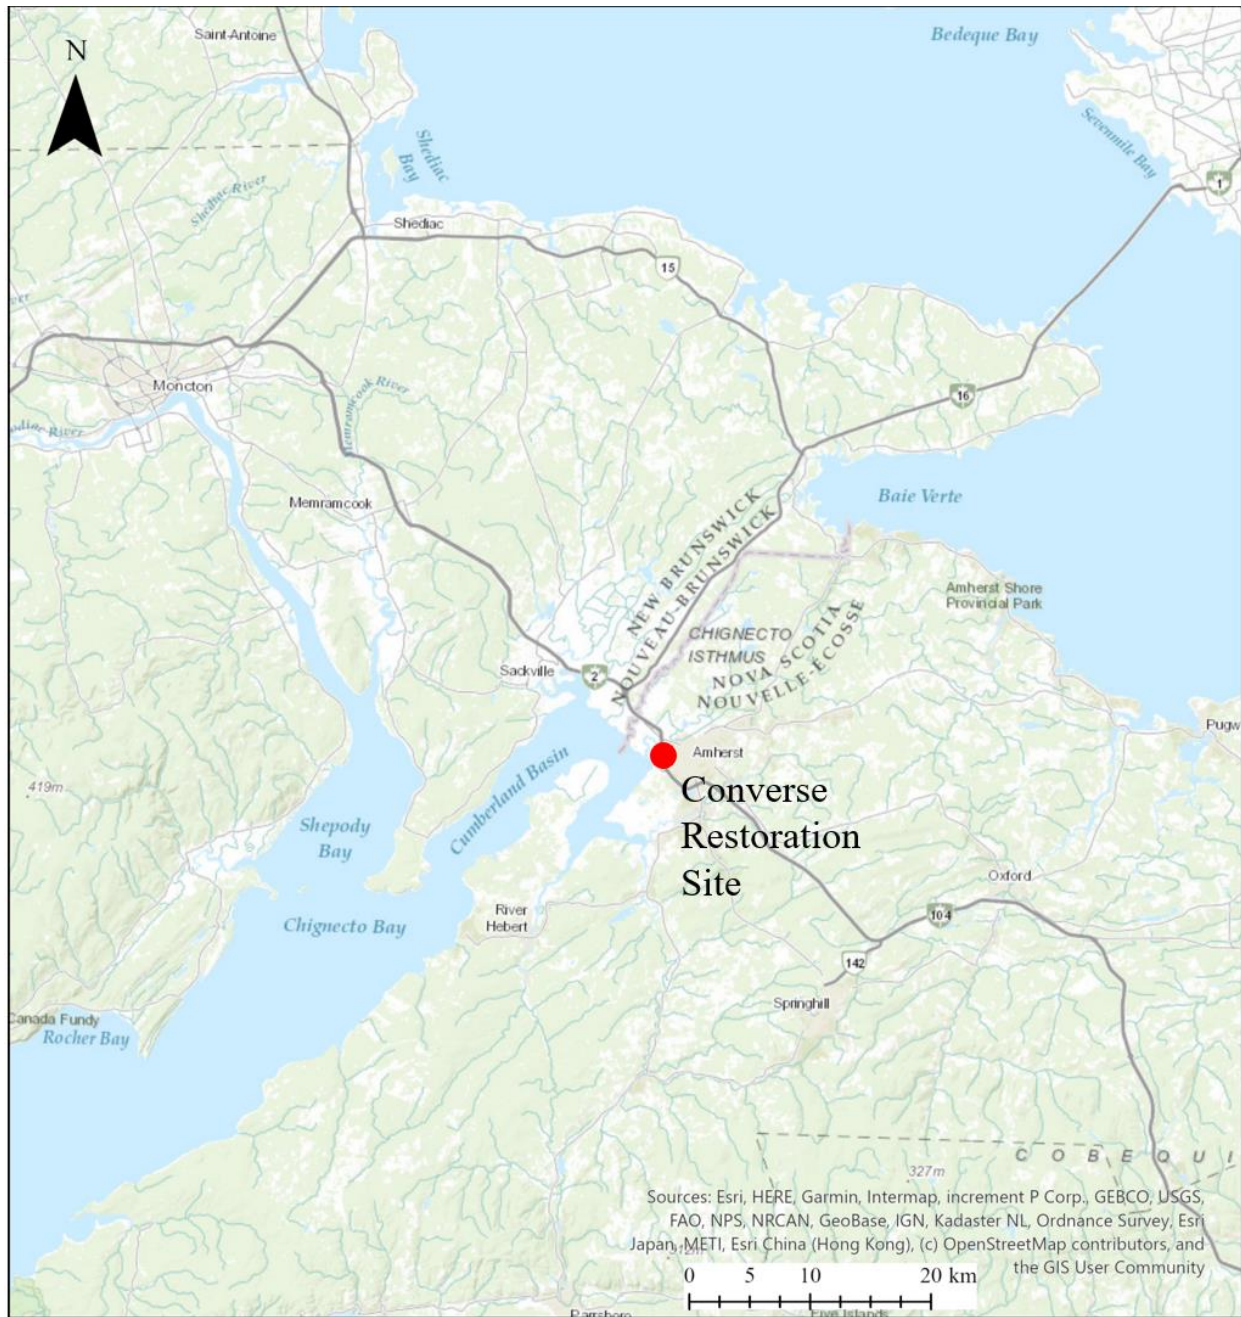 Saint-Antoine
Bedeque Bay
N
Shediac
Bay
Sevenmile Bay
1
Shediac River
Shediac
15
Moncton
16
Memramcook River
Memramcook
Baie Verte
NEW BRUNSWICK
NOUVEAU-BRUNSWICK
Amherst Shore
Provincial Park
CHIGNECTO
ISTHMUS
NOVA SCOTIA
NOUVELLE-ÉCOSSE
Sackville
2
Pugw
Amherst
Cumberland Basin
419m
Converse
Restoration
Site
Shepody
Bay
Oxford
River
Hebert
104
Chignecto Bay
142
Springhill
Canada Fundy
Rocher Bay
COBEQUI
327m
Sources: Esri, HERE, Garmin, Intermap, increment P Corp., GEBCO, USGS,
FAO, NPS, NRCAN, GeoBase, IGN, Kadaster NL, Ordnance Survey, Esri
Japan, METI, Esri China (Hong Kong), (c) OpenStreetMap contributors, and
the GIS User Community
0 5 10 20 km